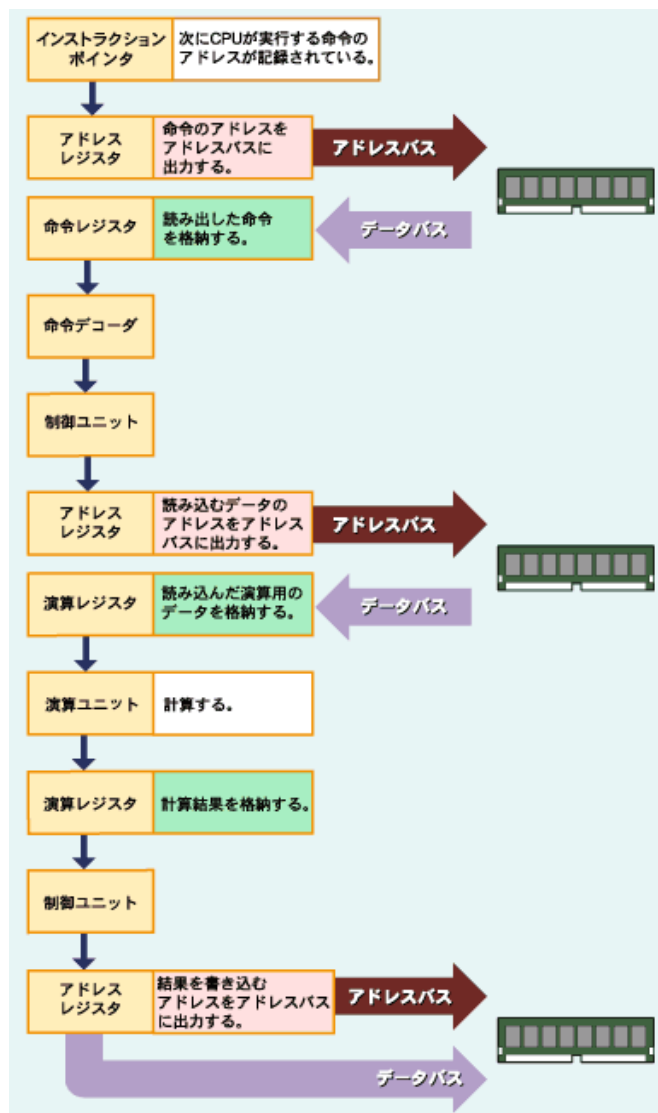 インストラクション
ポインタ
次にCPUが実行する命令の
アドレスが記録されている。
アドレス
レジスタ
命令のアドレスを
アドレスバスに
出力する。
アドレスバス
命令レジスタ
読み出した命令
を格納する。
データバス
命令デコーダ
制御ユニット
アドレス
レジスタ
読み込むデータの
アドレスをアドレス
バスに出力する。
アドレスバス
演算レジスタ
読み込んだ演算用の
データを格納する。
データバス
演算ユニット
計算する。
演算レジスタ
計算結果を格納する。
制御ユニット
アドレス
レジスタ
結果を書き込む
アドレスをアドレスバス
に出力する。
アドレスバス
データバス